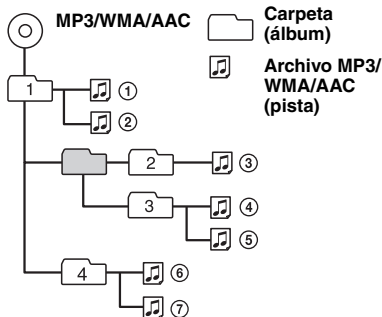 MP3/WMA/AAC
Carpeta
(álbum)
Archivo MP3/
WMA/AAC
(pista)
1
①
②
2
③
3
④
⑤
4
⑥
⑦